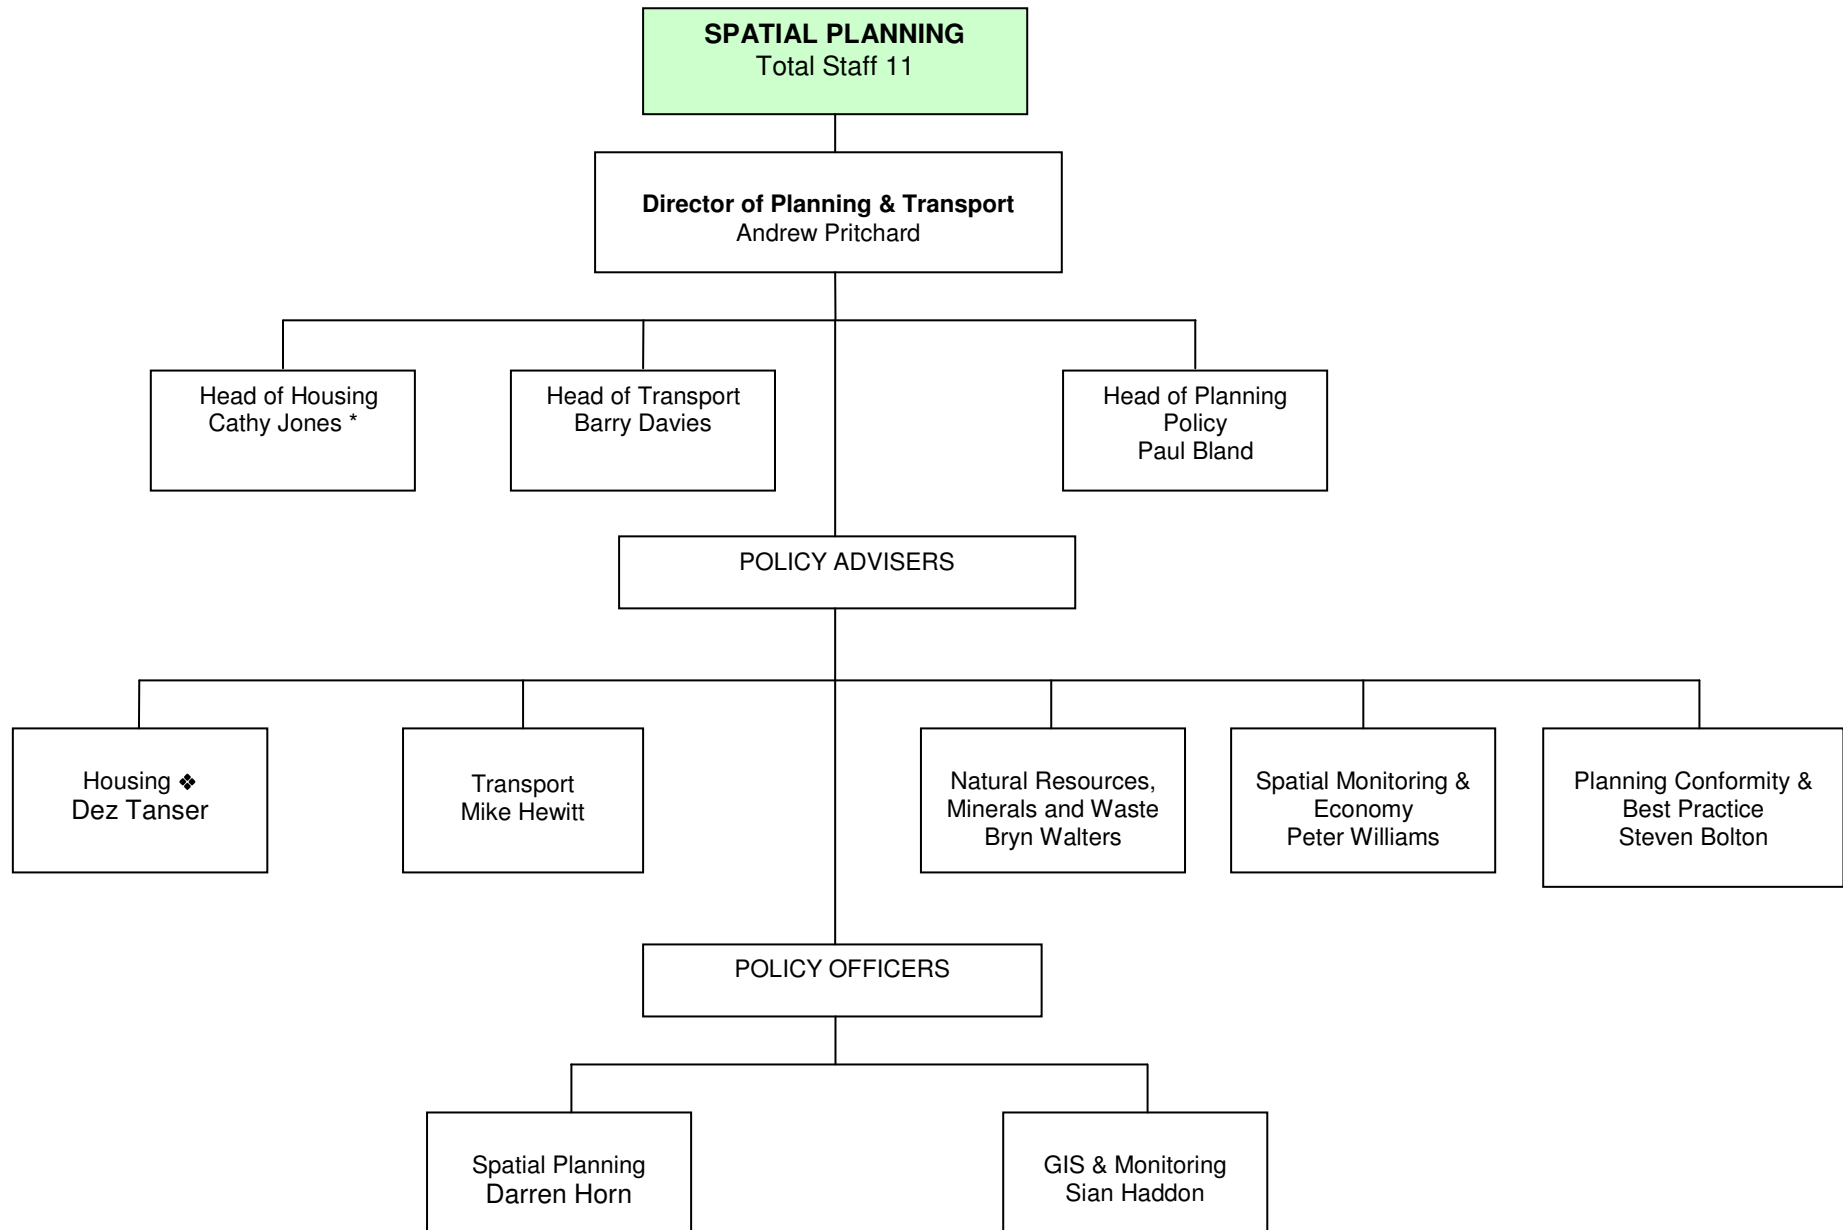 SPATIAL PLANNING
Total Staff 11
Director of Planning & Transport
Andrew Pritchard
Head of Housing
Cathy Jones *
Head of Transport
Barry Davies
Head of Planning
Policy
Paul Bland
POLICY ADVISERS
Housing ❖
Dez Tanser
Transport
Mike Hewitt
Natural Resources,
Minerals and Waste
Bryn Walters
Spatial Monitoring &
Economy
Peter Williams
Planning Conformity &
Best Practice
Steven Bolton
POLICY OFFICERS
Spatial Planning
Darren Horn
GIS & Monitoring
Sian Haddon